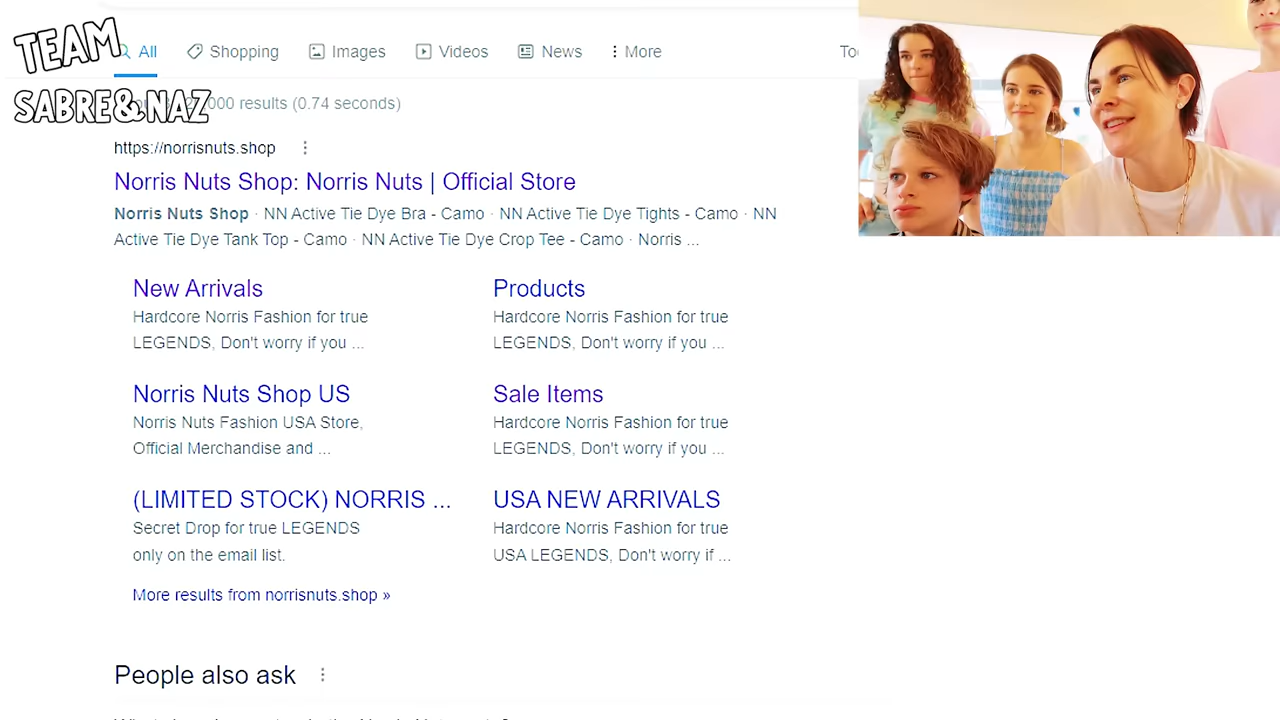 TEAM
SABRE & NAZ
All Shopping Images Videos News More
000 results (0.74 seconds)
https://norrisnuts.shop
Norris Nuts Shop: Norris Nuts | Official Store
Norris Nuts Shop · NN Active Tie Dye Bra - Camo · NN Active Tie Dye Tights - Camo · NN
Active Tie Dye Tank Top - Camo · NN Active Tie Dye Crop Tee - Camo · Norris ...
New Arrivals
Hardcore Norris Fashion for true
LEGENDS, Don't worry if you ...
Products
Hardcore Norris Fashion for true
LEGENDS, Don't worry if you ...
Norris Nuts Shop US
Norris Nuts Fashion USA Store,
Official Merchandise and ...
Sale Items
Hardcore Norris Fashion for true
LEGENDS, Don't worry if you ...
(LIMITED STOCK) NORRIS ...
Secret Drop for true LEGENDS
only on the email list.
USA NEW ARRIVALS
Hardcore Norris Fashion for true
USA LEGENDS, Don't worry if ...
More results from norrisnuts.shop »
People also ask